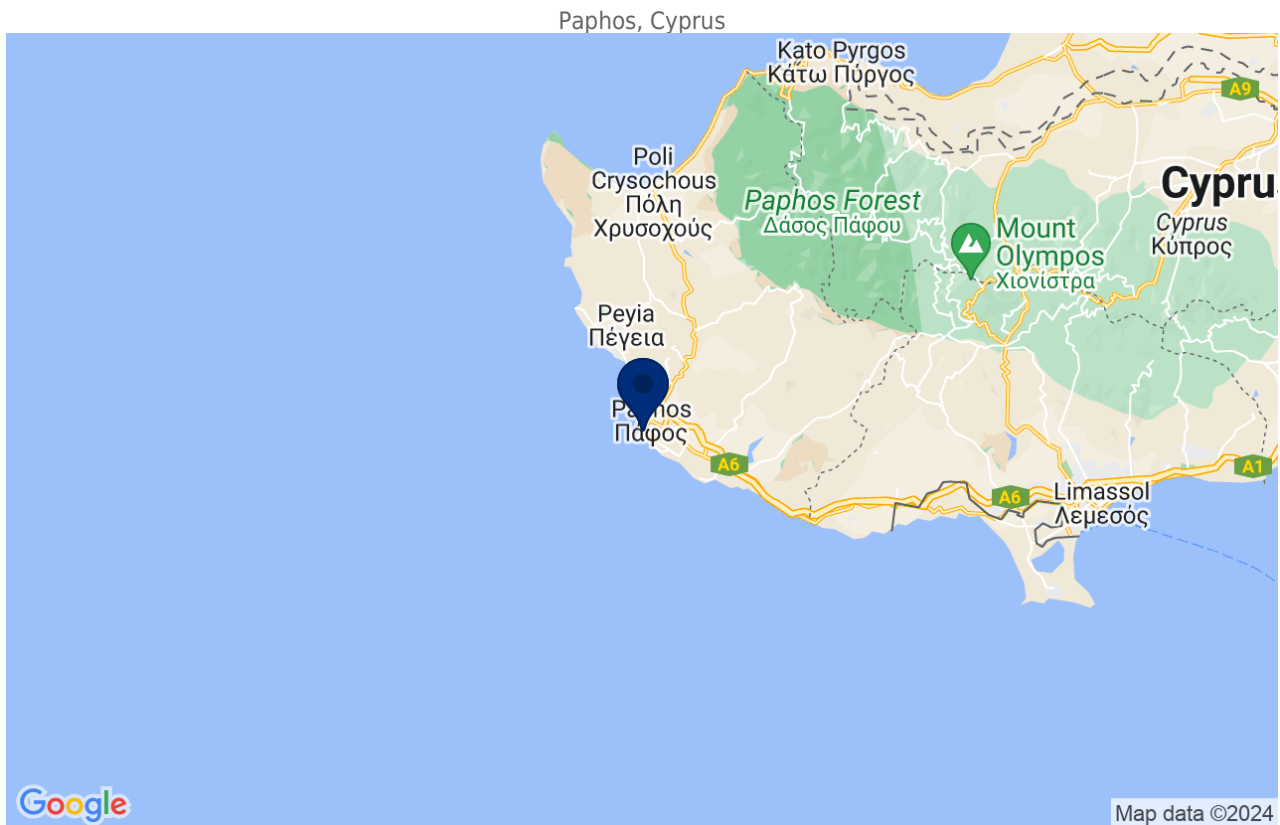 Paphos, Cyprus
Kato Pyrgos
Κάτω Πύργος
A9
Poli
Crysochous
Πόλη
Χρυσοχούς
Paphos Forest
Δάσος Πάφου
Cypru
Cyprus
Κύπρος
Mount
Olympos
Χιονίστρα
Peyia
Πέγεια
Paphos
Πάφος
A6
A1
A6
Limassol
Λεμεσός
Google
Map data ©2024